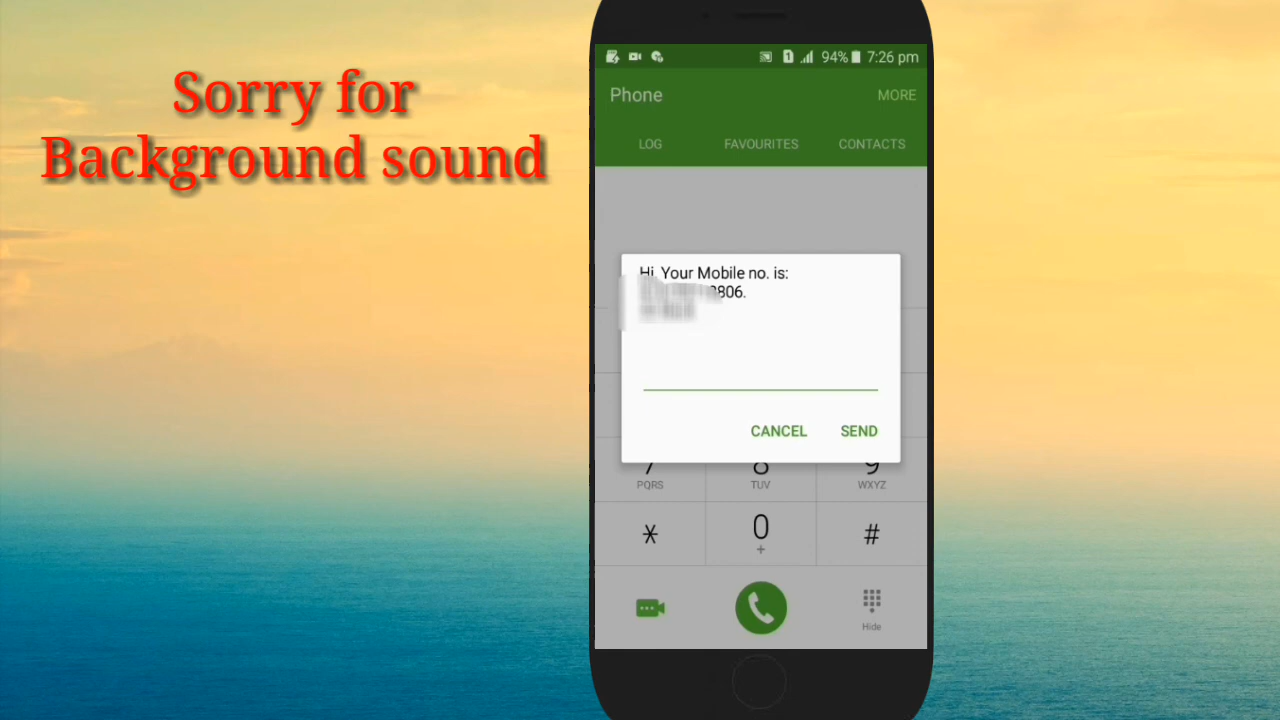 Sorry for
Background sound
1 94% 7:26 pm
Phone MORE
LOG FAVOURITES CONTACTS
Hi, Your Mobile no. is:
806.
CANCEL SEND
7 8 9
PQRS TUV WXYZ
* 0 #
+
Hide